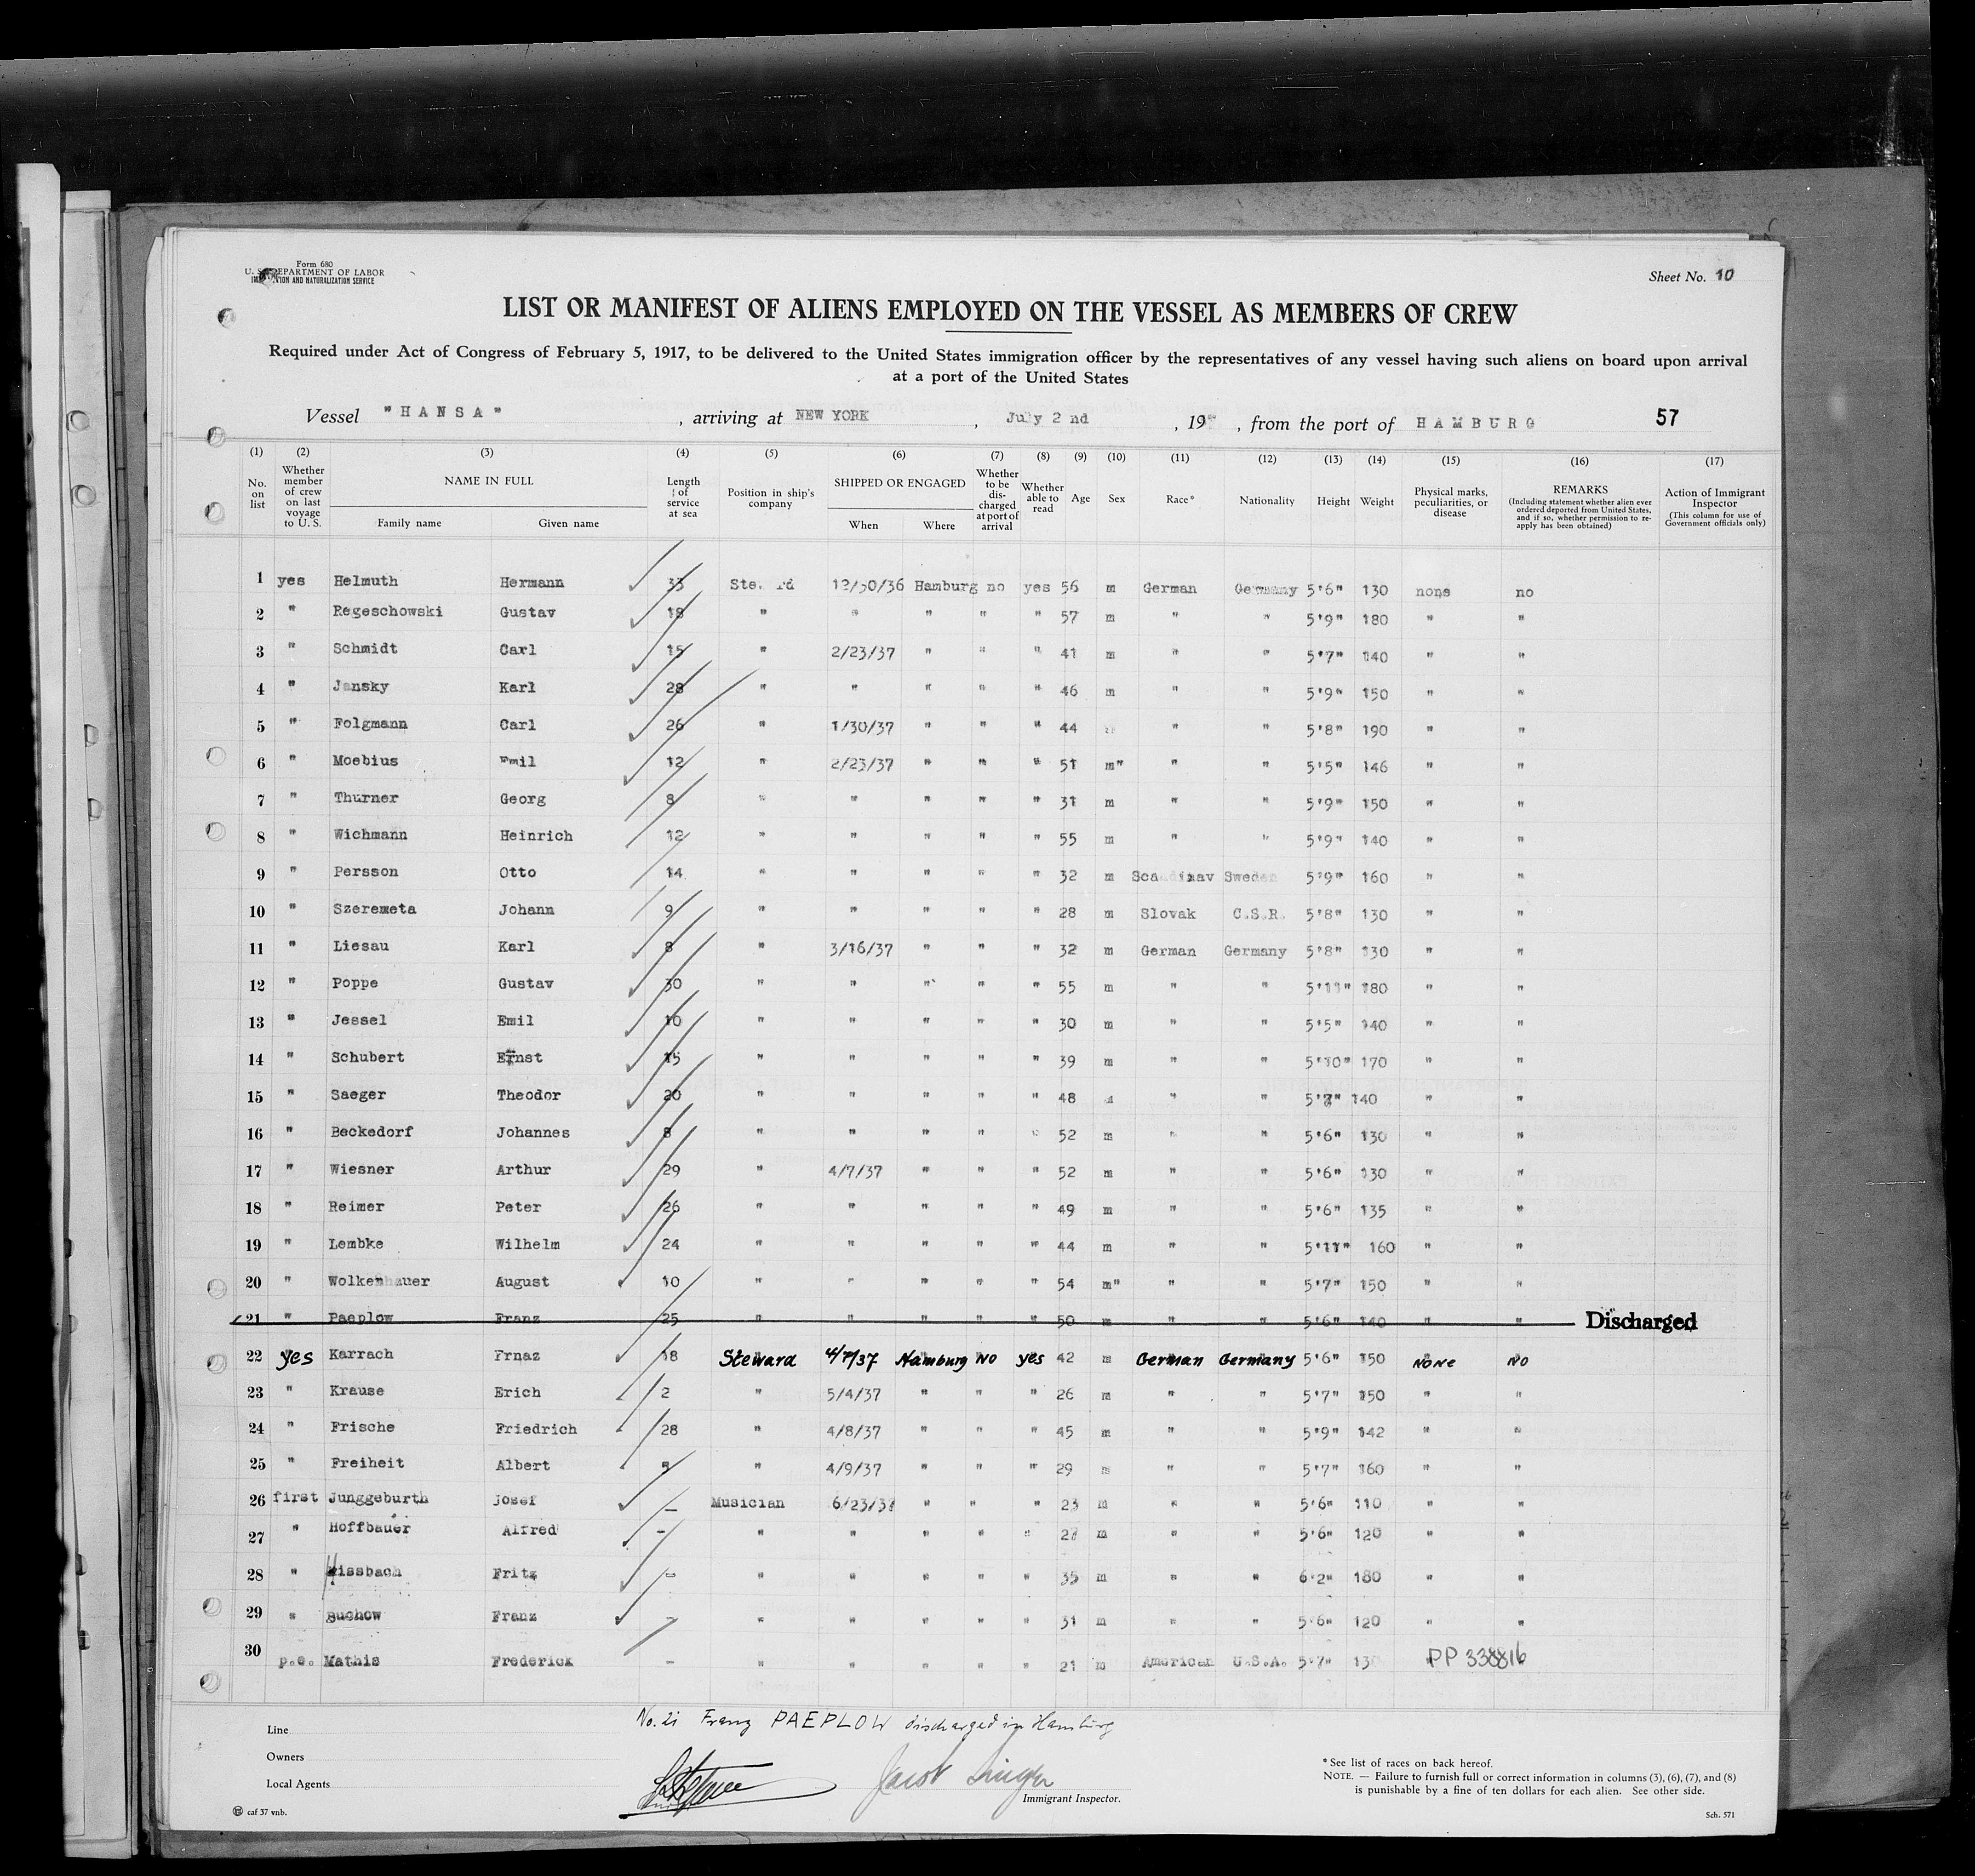 Form 680
U. S. DEPARTMENT OF LABOR
IMMIGRATION AND NATURALIZATION SERVICE
Sheet No. 10
LIST OR MANIFEST OF ALIENS EMPLOYED ON THE VESSEL AS MEMBERS OF CREW
Required under Act of Congress of February 5, 1917, to be delivered to the United States immigration officer by the representatives of any vessel having such aliens on board upon arrival
at a port of the United States
Vessel "HANSA" , arriving at NEW YORK , July 2 nd , 19 , from the port of HAMBURG 57
(1) (2) (3) (4) (5) (6) (7) (8) (9) (10) (11) (12) (13) (14) (15) (16) (17)
No. on list Whether member of crew on last voyage to U. S. NAME IN FULL Family name Given name Length of service at sea Position in ship's company SHIPPED OR ENGAGED When Where Whether to be discharged at port of arrival Whether able to read Age Sex Race* Nationality Height Weight Physical marks, peculiarities, or disease REMARKS (Including statement whether alien ever ordered deported from United States, and if so, whether permission to reapply has been obtained) Action of Immigrant Inspector (This column for use of Government officials only)
1 yes Helmuth Hermann 33 Steward 12/30/36 Hamburg no yes 56 m German Germany 5'6" 130 none no
2 " Regeschowski Gustav 18 " " " " " 57 m " " 5'9" 180 " "
3 " Schmidt Carl 15 " 2/23/37 " " " 41 m " " 5'7" 140 " "
4 " Jansky Karl 28 " " " " " 46 m " " 5'9" 150 " "
5 " Folgmann Carl 26 " 1/30/37 " " " 44 " " 5'8" 190 " "
6 " Moebius Emil 12 " 2/23/37 " " " 51 m" " " 5'5" 146 " "
7 " Thurner Georg 8 " " " " " 31 m " " 5'9" 150 " "
8 " Wichmann Heinrich 12 " " " " " 55 m " " 5'9" 140 " "
9 " Persson Otto 14 " " " " " 32 m Scandinav Sweden 5'9" 160 " "
10 " Szeremeta Johann 9 " " " " " 28 m Slovak C.S.R. 5'8" 130 " "
11 " Liesau Karl 8 " 3/16/37 " " " 32 m German Germany 5'8" 130 " "
12 " Poppe Gustav 30 " " " " " 55 m " " 5'11" 180 " "
13 " Jessel Emil 10 " " " " " 30 m " " 5'5" 140 " "
14 " Schubert Ernst 15 " " " " " 39 m " " 5'10" 170 " "
15 " Saeger Theodor 20 " " " " " 48 " " 5'7" 140 " "
16 " Beckedorf Johannes 8 " " " " " 52 m " " 5'6" 130 " "
17 " Wiesner Arthur 29 " 4/7/37 " " " 52 m " " 5'6" 130 " "
18 " Reimer Peter 26 " " " " " 49 m " " 5'6" 135 " "
19 " Lembke Wilhelm 24 " " " " " 44 m " " 5'11" 160 " "
20 " Wolkenhauer August 10 " " " " " 54 m" " " 5'7" 150 " "
21 " Paeplow Franz 25 " " " " " 50 m " " 5'6" 140 " " Discharged
22 yes Karrach Frnaz 18 Steward 4/7/37 Hamburg No yes 42 m German Germany 5'6" 150 None No
23 " Krause Erich 2 " 5/4/37 " " " 26 m " " 5'7" 150 " "
24 " Frische Friedrich 28 " 4/8/37 " " " 45 m " " 5'9" 142 " "
25 " Freiheit Albert 5 " 4/9/37 " " " 29 m " " 5'7" 160 " "
26 first Junggeburth Josef — Musician 6/23/37 " " " 23 m " " 5'6" 110 " "
27 " Hoffbauer Alfred - " " " " " 27 m " " 5'6" 120 " "
28 " Hissbach Fritz - " " " " " 35 m " " 6'2" 180 " "
29 " Suchow Franz - " " " " " 31 m " " 5'6" 120 " "
30 p.o. Mathis Frederick - " " " " " 21 m American U.S.A. 5'7" 130 " PP 338816
No. 21 Franz PAEPLOW discharged in Hamburg
Line
Owners
Local Agents
Jacob Singer
Immigrant Inspector.
*See list of races on back hereof.
NOTE. — Failure to furnish full or correct information in columns (3), (6), (7), and (8)
is punishable by a fine of ten dollars for each alien. See other side.
caf 37 vnb.
Sch. 571